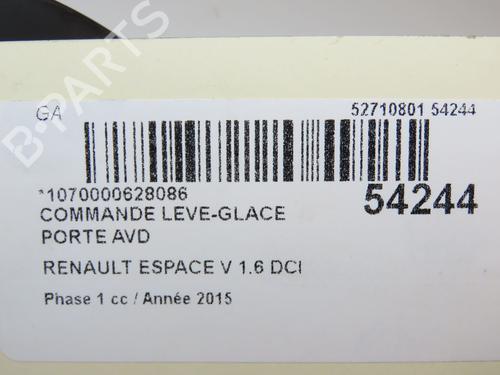 GA
52710801 54244
*1070000628086
54244
COMMANDE LEVE-GLACE
PORTE AVD
RENAULT ESPACE V 1.6 DCI
Phase 1 cc / Année 2015
B-PARTS